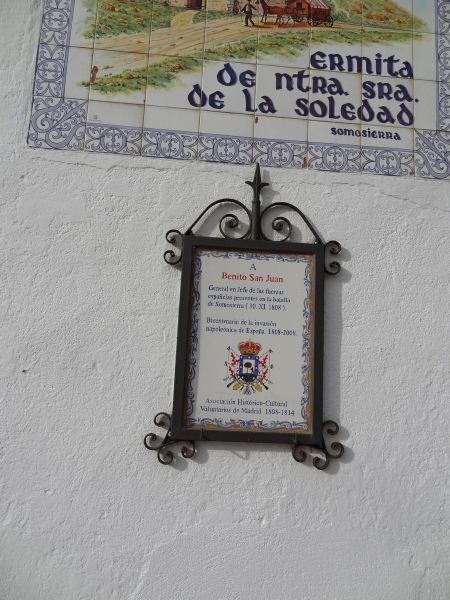 ERMITA
DE NTRA. SRA.
DE LA SOLEDAD
SOMOSIERRA
A
Benito San Juan
General en Jefe de las fuerzas
españolas presentes en la batalla
de Somosierra ( 30. XI. 1808 )
Bicentenario de la invasión
napoleónica de España. 1808-2008.
Asociación Histórico-Cultural
Voluntarios de Madrid 1808-1814